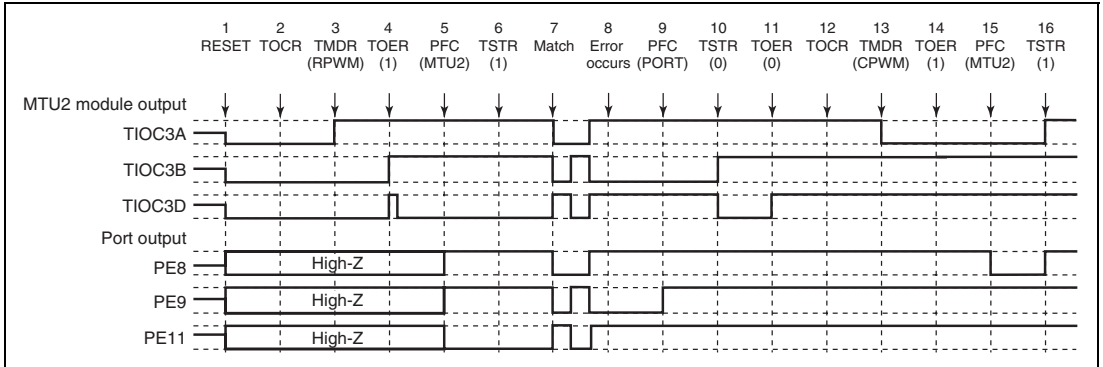 1 2 3 4 5 6 7 8 9 10 11 12 13 14 15 16
RESET TOCR TMDR TOER PFC TSTR Match Error PFC TSTR TOER TOCR TMDR TOER PFC TSTR
(RPWM) (1) (MTU2) (1) occurs (PORT) (0) (0) (CPWM) (1) (MTU2) (1)
MTU2 module output
TIOC3A
TIOC3B
TIOC3D
Port output
PE8 High-Z
PE9 High-Z
PE11 High-Z